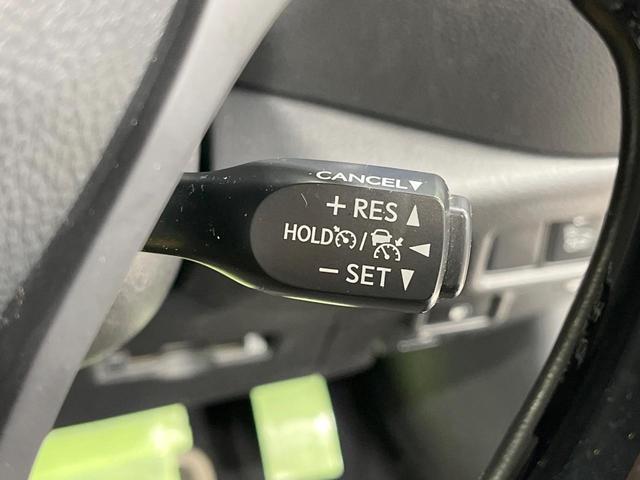 CANCEL▼
+ RES ▲
HOLD / ◀
− SET ▼